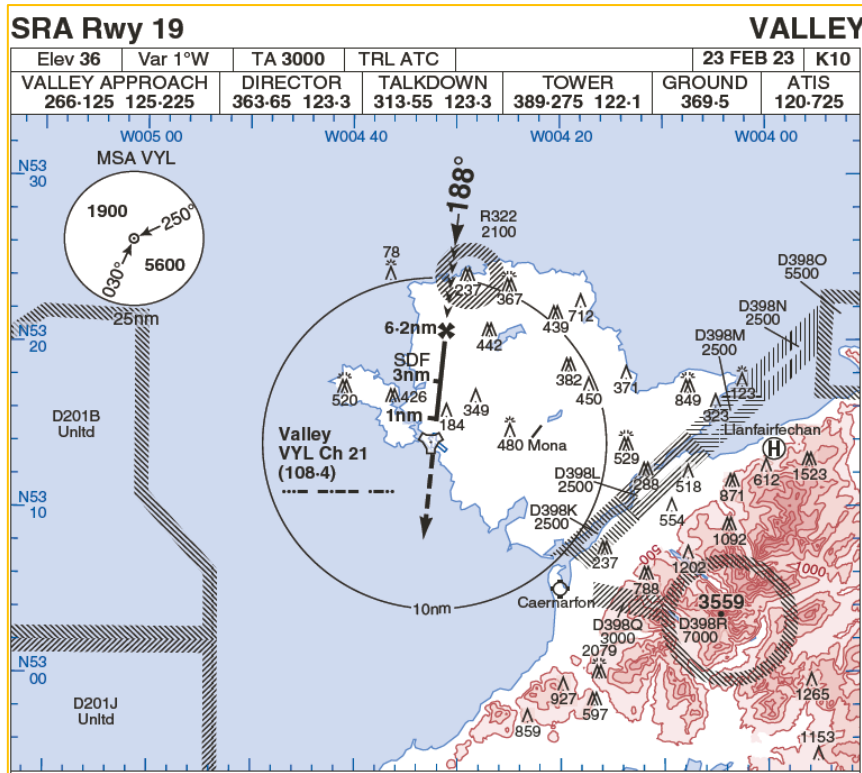 SRA Rwy 19 VALLEY
Elev 36 Var 1°W TA 3000 TRL ATC 23 FEB 23 K10
VALLEY APPROACH DIRECTOR TALKDOWN TOWER GROUND ATIS
266·125 125·225 363·65 123·3 313·55 123·3 389·275 122·1 369·5 120·725
W005 00 W004 40 W004 20 W004 00
MSA VYL
N53
30
1900
250°
030°
5600
25nm
188°
R322
2100
78
237
367
D398O
5500
D398N
2500
D398M
2500
N53
20
6·2nm
442
439
712
SDF
3nm
382
450
371
520
426
349
849
323
123
1nm
184
D201B
Unltd
Valley
VYL Ch 21
(108·4)
480 Mona
529
Llanfairfechan
H
612
1523
D398L
2500
288
518
871
N53
10
D398K
2500
554
1092
237
500
1202
1000
788
10nm
Caernarfon
3559
D398Q
3000
D398R
7000
2079
N53
00
D201J
Unltd
927
597
859
1265
1153